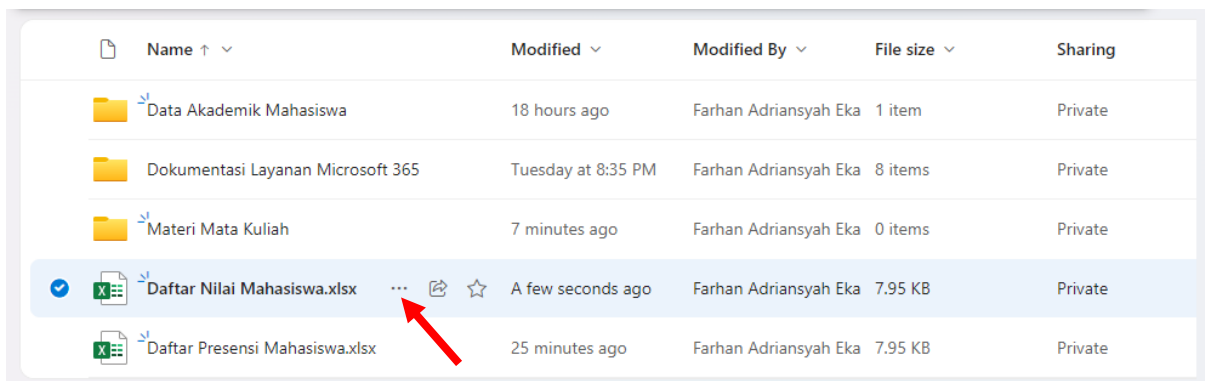 Name Modified Modified By File size Sharing
Data Akademik Mahasiswa 18 hours ago Farhan Adriansyah Eka 1 item Private
Dokumentasi Layanan Microsoft 365 Tuesday at 8:35 PM Farhan Adriansyah Eka 8 items Private
Materi Mata Kuliah 7 minutes ago Farhan Adriansyah Eka 0 items Private
Daftar Nilai Mahasiswa.xlsx ... A few seconds ago Farhan Adriansyah Eka 7.95 KB Private
Daftar Presensi Mahasiswa.xlsx 25 minutes ago Farhan Adriansyah Eka 7.95 KB Private